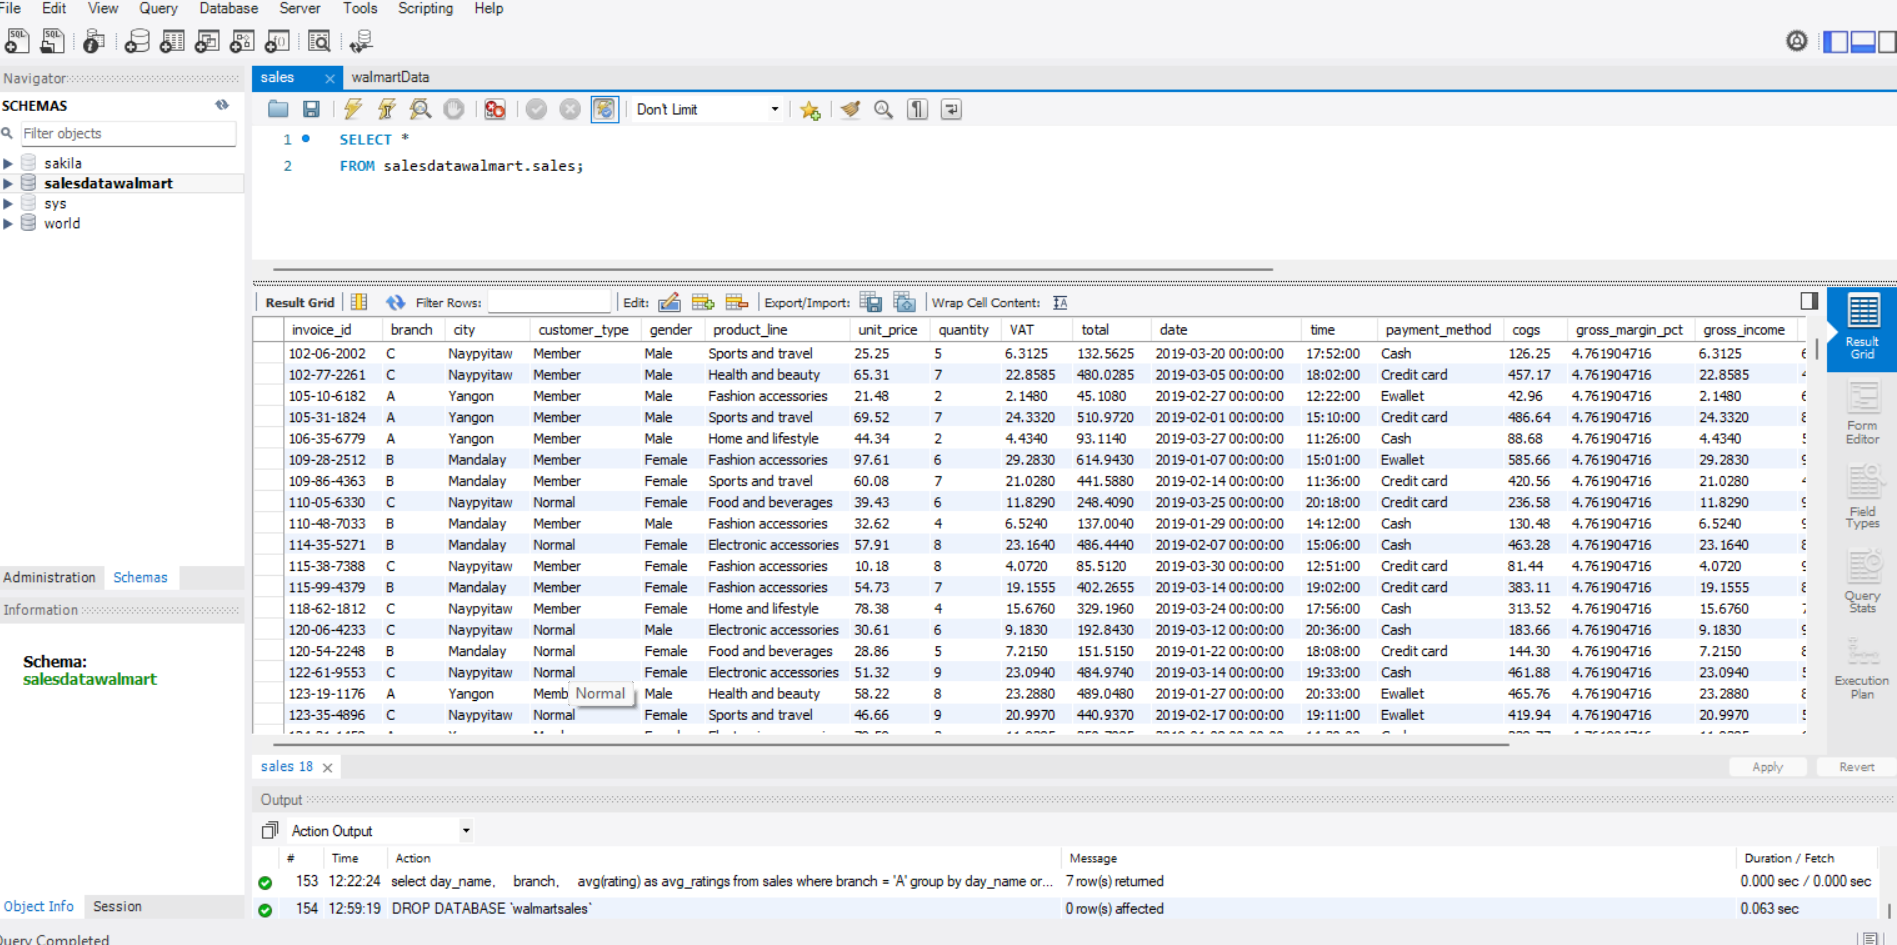 File Edit View Query Database Server Tools Scripting Help
Navigator
SCHEMAS
Filter objects
sakila
salesdatawalmart
sys
world
Administration Schemas
Information
Schema:
salesdatawalmart
Object Info Session
Query Completed
sales walmartData
Don't Limit
1 SELECT *
2 FROM salesdatawalmart.sales;
Result Grid Filter Rows: Edit: Export/Import: Wrap Cell Content:
invoice_id branch city customer_type gender product_line unit_price quantity VAT total date time payment_method cogs gross_margin_pct gross_income
102-06-2002 C Naypyitaw Member Male Sports and travel 25.25 5 6.3125 132.5625 2019-03-20 00:00:00 17:52:00 Cash 126.25 4.761904716 6.3125
102-77-2261 C Naypyitaw Member Male Health and beauty 65.31 7 22.8585 480.0285 2019-03-05 00:00:00 18:02:00 Credit card 457.17 4.761904716 22.8585
105-10-6182 A Yangon Member Male Fashion accessories 21.48 2 2.1480 45.1080 2019-02-27 00:00:00 12:22:00 Ewallet 42.96 4.761904716 2.1480
105-31-1824 A Yangon Member Male Sports and travel 69.52 7 24.3320 510.9720 2019-02-01 00:00:00 15:10:00 Credit card 486.64 4.761904716 24.3320
106-35-6779 A Yangon Member Male Home and lifestyle 44.34 2 4.4340 93.1140 2019-03-27 00:00:00 11:26:00 Cash 88.68 4.761904716 4.4340
109-28-2512 B Mandalay Member Female Fashion accessories 97.61 6 29.2830 614.9430 2019-01-07 00:00:00 15:01:00 Ewallet 585.66 4.761904716 29.2830
109-86-4363 B Mandalay Member Female Sports and travel 60.08 7 21.0280 441.5880 2019-02-14 00:00:00 11:36:00 Credit card 420.56 4.761904716 21.0280
110-05-6330 C Naypyitaw Normal Female Food and beverages 39.43 6 11.8290 248.4090 2019-03-25 00:00:00 20:18:00 Credit card 236.58 4.761904716 11.8290
110-48-7033 B Mandalay Member Male Fashion accessories 32.62 4 6.5240 137.0040 2019-01-29 00:00:00 14:12:00 Cash 130.48 4.761904716 6.5240
114-35-5271 B Mandalay Normal Female Electronic accessories 57.91 8 23.1640 486.4440 2019-02-07 00:00:00 15:06:00 Cash 463.28 4.761904716 23.1640
115-38-7388 C Naypyitaw Member Female Fashion accessories 10.18 8 4.0720 85.5120 2019-03-30 00:00:00 12:51:00 Credit card 81.44 4.761904716 4.0720
115-99-4379 B Mandalay Member Female Fashion accessories 54.73 7 19.1555 402.2655 2019-03-14 00:00:00 19:02:00 Credit card 383.11 4.761904716 19.1555
118-62-1812 C Naypyitaw Member Female Home and lifestyle 78.38 4 15.6760 329.1960 2019-03-24 00:00:00 17:56:00 Cash 313.52 4.761904716 15.6760
120-06-4233 C Naypyitaw Normal Male Electronic accessories 30.61 6 9.1830 192.8430 2019-03-12 00:00:00 20:36:00 Cash 183.66 4.761904716 9.1830
120-54-2248 B Mandalay Normal Female Food and beverages 28.86 5 7.2150 151.5150 2019-01-22 00:00:00 18:08:00 Credit card 144.30 4.761904716 7.2150
122-61-9553 C Naypyitaw Normal Female Electronic accessories 51.32 9 23.0940 484.9740 2019-03-14 00:00:00 19:33:00 Cash 461.88 4.761904716 23.0940
123-19-1176 A Yangon Memb Normal Male Health and beauty 58.22 8 23.2880 489.0480 2019-01-27 00:00:00 20:33:00 Ewallet 465.76 4.761904716 23.2880
123-35-4896 C Naypyitaw Normal Female Sports and travel 46.66 9 20.9970 440.9370 2019-02-17 00:00:00 19:11:00 Ewallet 419.94 4.761904716 20.9970
Result
Grid
Form
Editor
Field
Types
Query
Stats
Execution
Plan
sales 18
Apply Revert
Output
Action Output
# Time Action Message Duration / Fetch
153 12:22:24 select day_name, branch, avg(rating) as avg_ratings from sales where branch = 'A' group by day_name or... 7 row(s) returned 0.000 sec / 0.000 sec
154 12:59:19 DROP DATABASE `walmartsales` 0 row(s) affected 0.063 sec